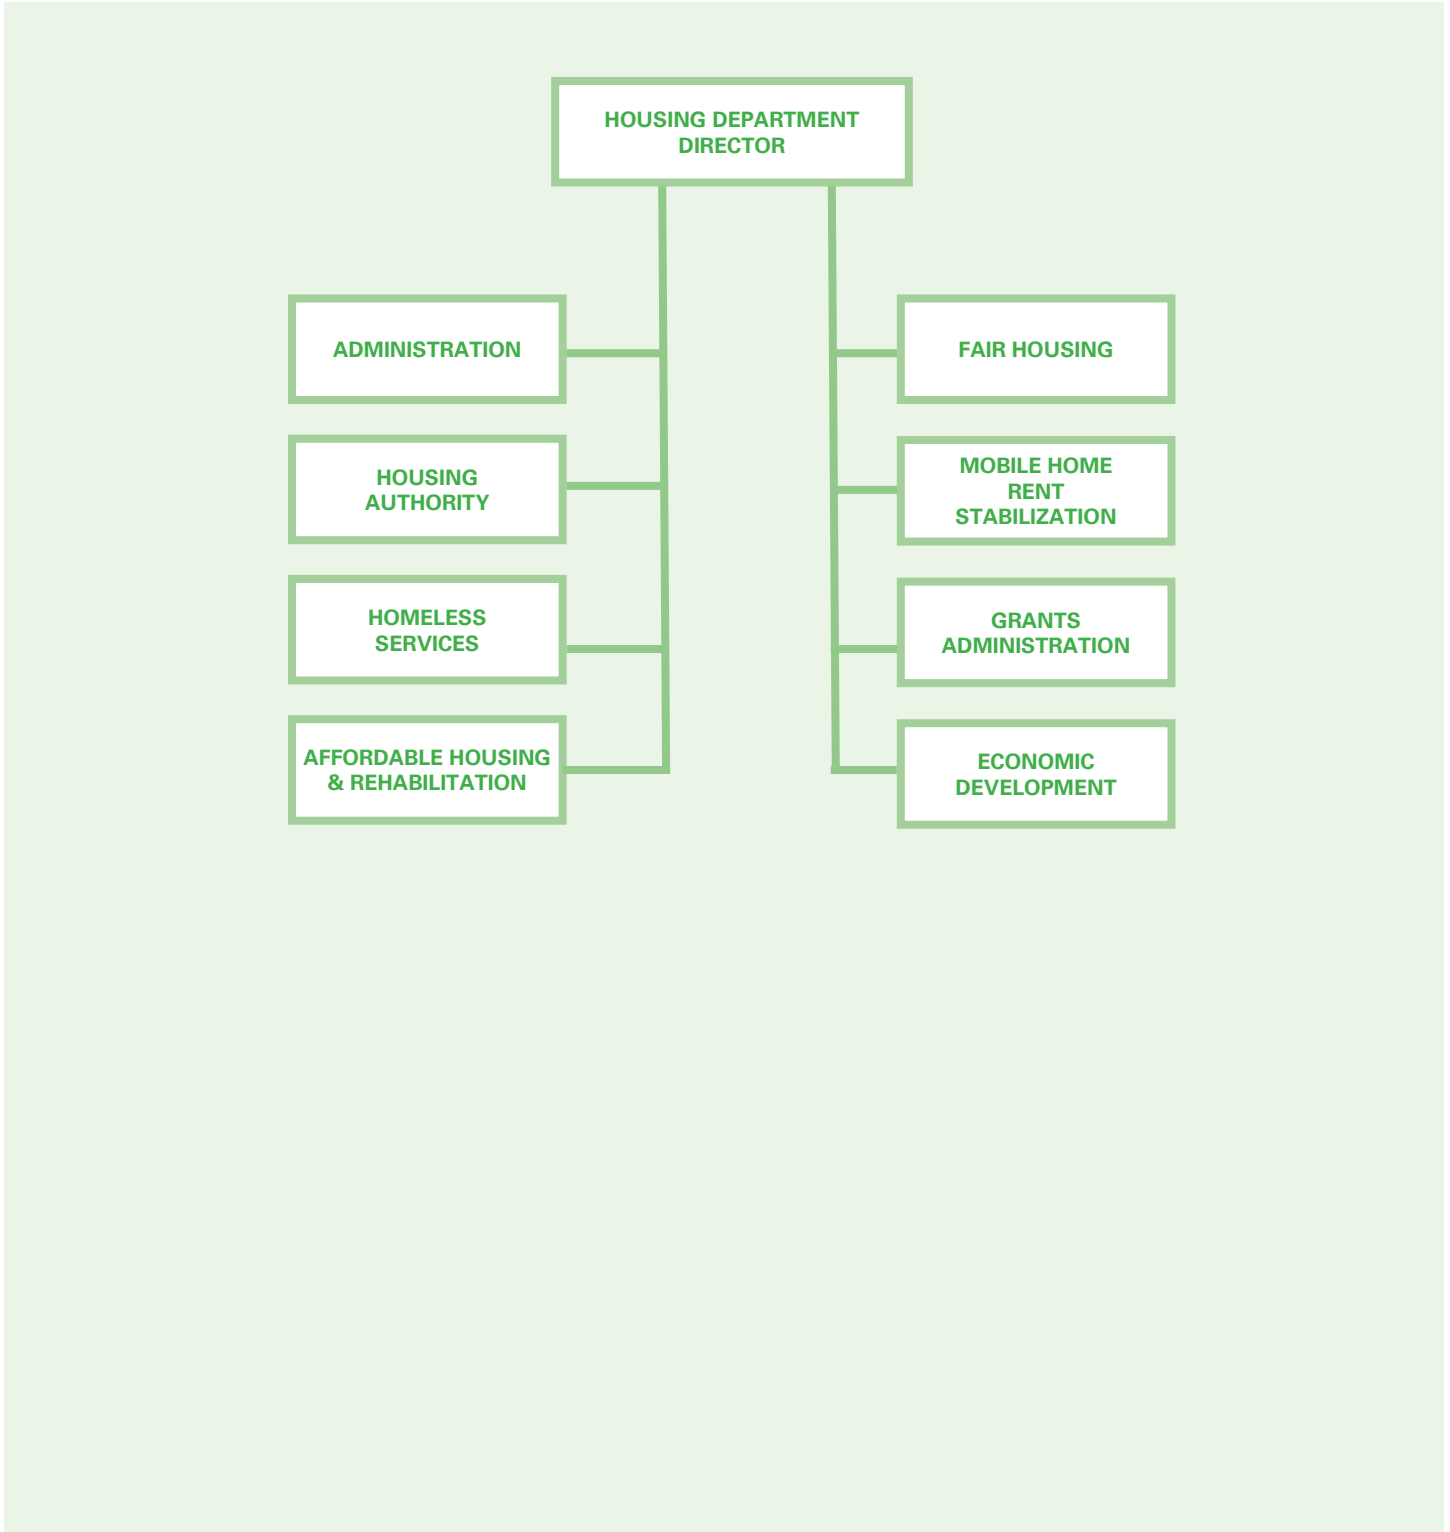 HOUSING DEPARTMENT
DIRECTOR
ADMINISTRATION
HOUSING
AUTHORITY
HOMELESS
SERVICES
AFFORDABLE HOUSING
& REHABILITATION
FAIR HOUSING
MOBILE HOME
RENT
STABILIZATION
GRANTS
ADMINISTRATION
ECONOMIC
DEVELOPMENT